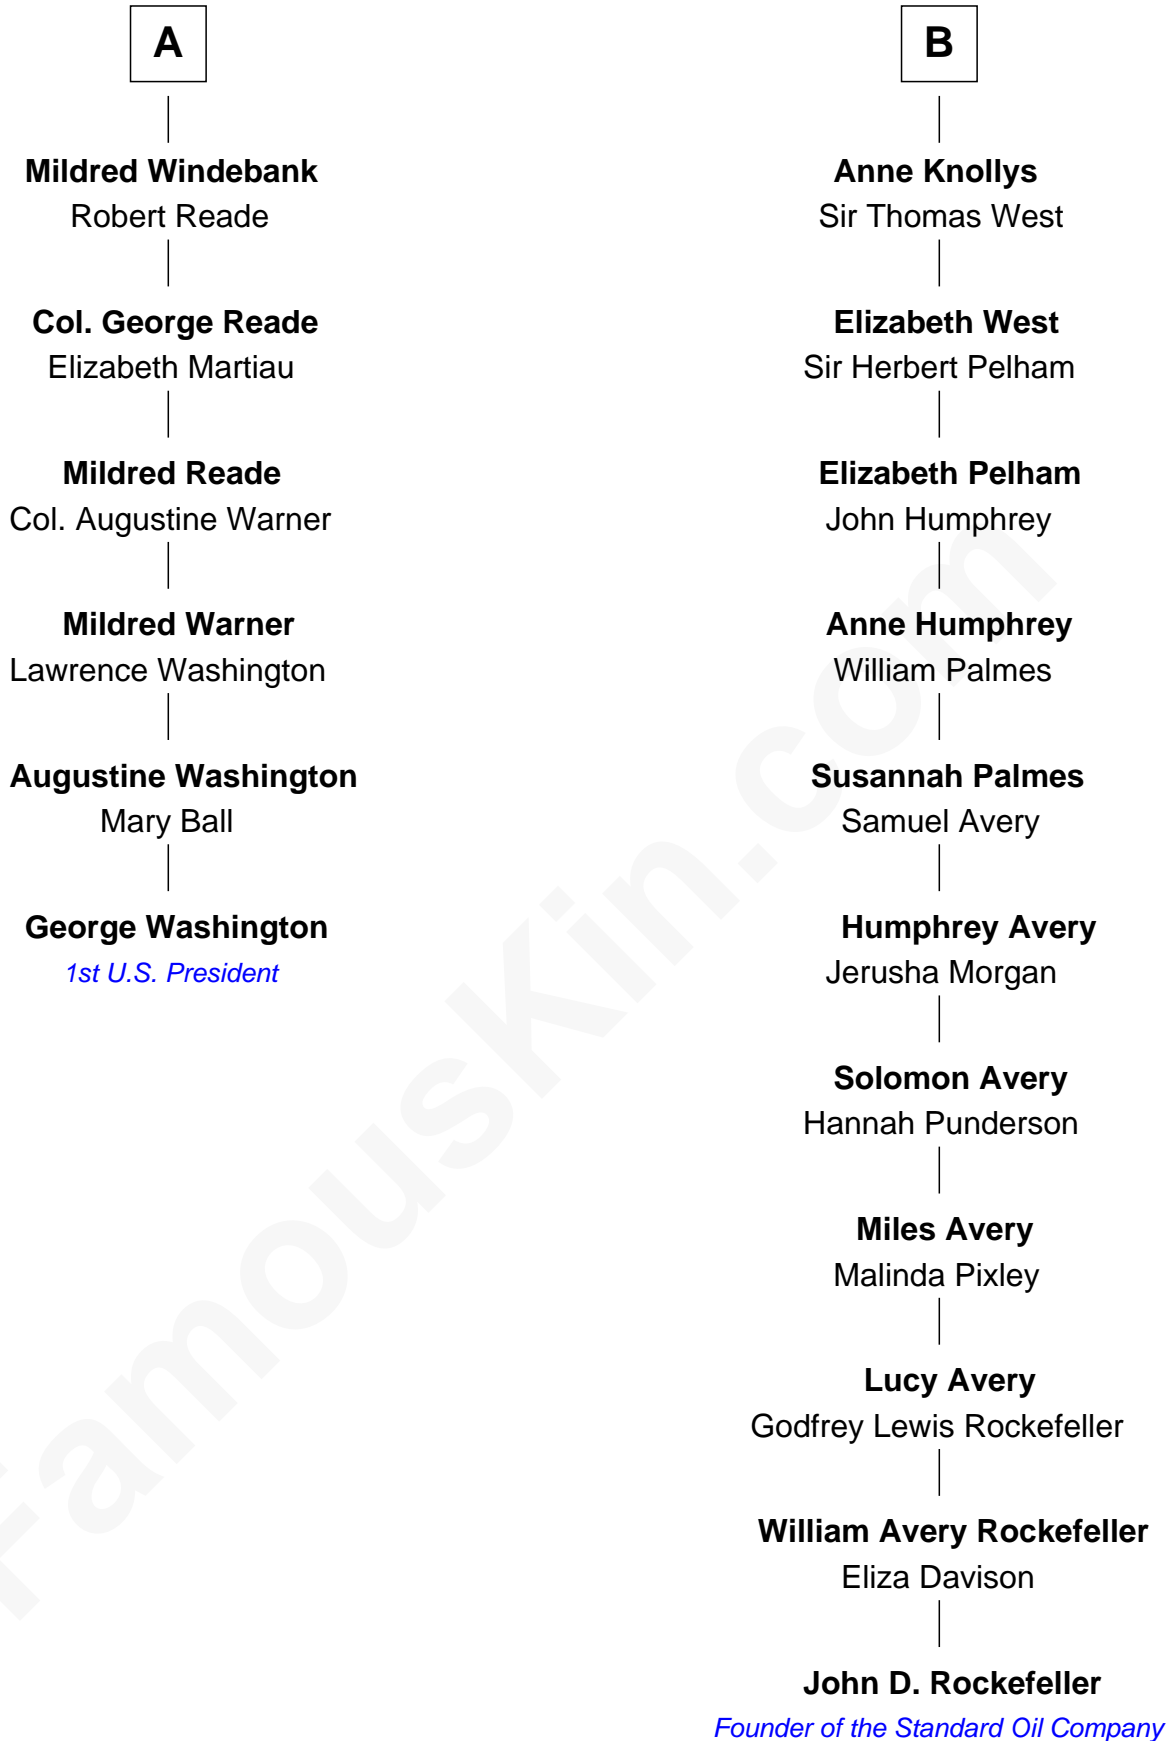 A
Mildred Windebank
Robert Reade
Col. George Reade
Elizabeth Martiau
Mildred Reade
Col. Augustine Warner
Mildred Warner
Lawrence Washington
Augustine Washington
Mary Ball
George Washington
1st U.S. President
B
Anne Knollys
Sir Thomas West
Elizabeth West
Sir Herbert Pelham
Elizabeth Pelham
John Humphrey
Anne Humphrey
William Palmes
Susannah Palmes
Samuel Avery
Humphrey Avery
Jerusha Morgan
Solomon Avery
Hannah Punderson
Miles Avery
Malinda Pixley
Lucy Avery
Godfrey Lewis Rockefeller
William Avery Rockefeller
Eliza Davison
John D. Rockefeller
Founder of the Standard Oil Company
FamousKin.com